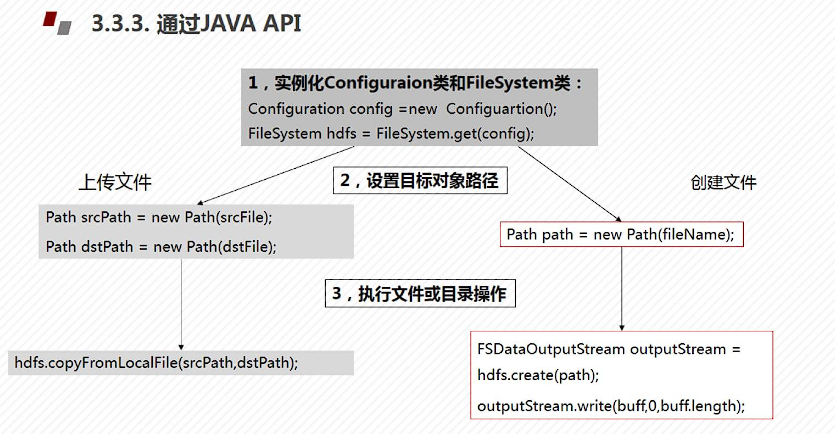 3.3.3. 通过JAVA API
1，实例化Configuraion类和FileSystem类：
Configuration config =new  Configuartion();
FileSystem hdfs = FileSystem.get(config);
上传文件
2，设置目标对象路径
创建文件
Path srcPath = new Path(srcFile);
Path dstPath = new Path(dstFile);
Path path = new Path(fileName);
3，执行文件或目录操作
hdfs.copyFromLocalFile(srcPath,dstPath);
FSDataOutputStream outputStream =
hdfs.create(path);
outputStream.write(buff,0,buff.length);